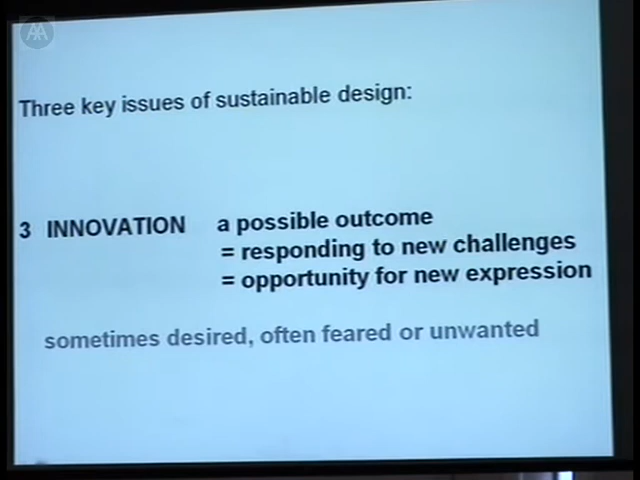 AA
Three key issues of sustainable design:
3 INNOVATION a possible outcome
= responding to new challenges
= opportunity for new expression
sometimes desired, often feared or unwanted